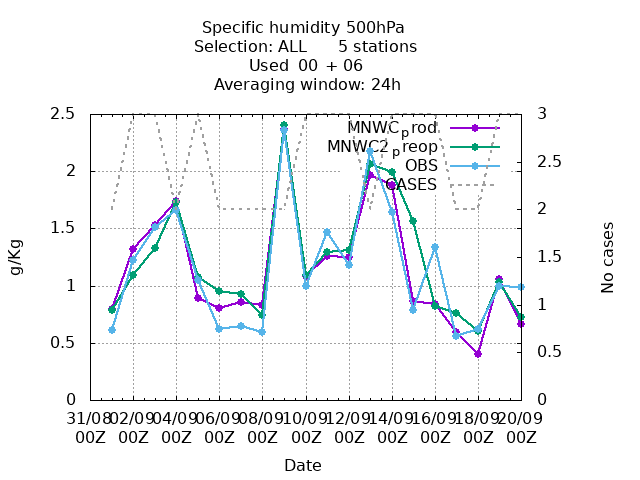 Specific humidity 500hPa
Selection: ALL 5 stations
Used 00 + 06
Averaging window: 24h
2.5
2
1.5
1
0.5
0
3
2.5
2
1.5
1
0.5
0
g/Kg
No cases
MNWCprod
MNWC2preop
OBS
CASES
31/08 02/09 04/09 06/09 08/09 10/09 12/09 14/09 16/09 18/09 20/09
00Z 00Z 00Z 00Z 00Z 00Z 00Z 00Z 00Z 00Z 00Z
Date